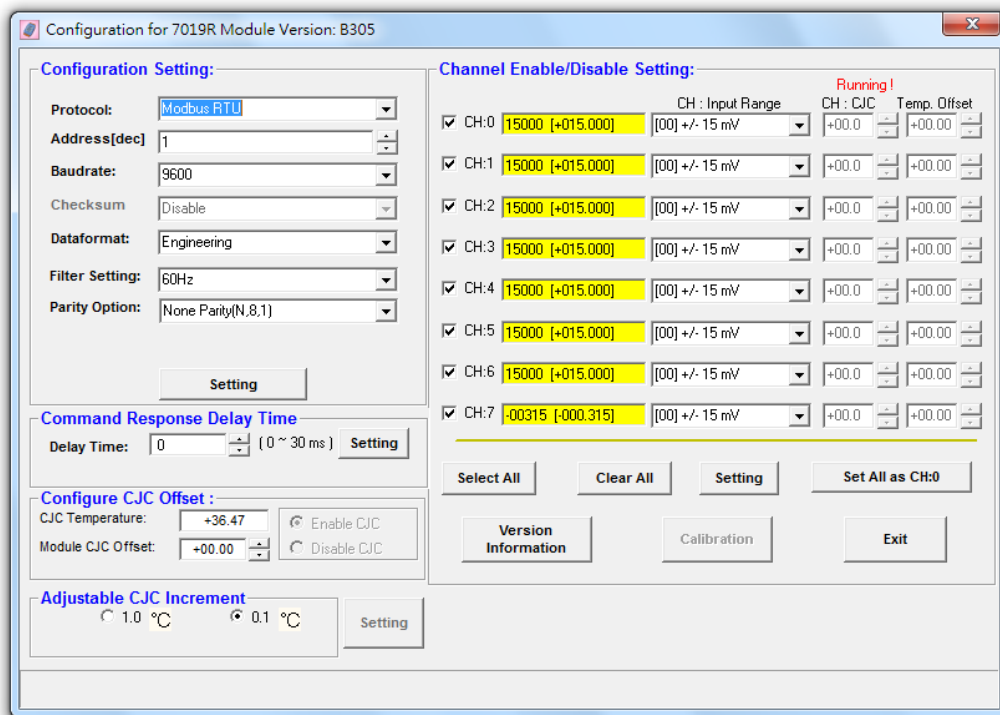 Configuration for 7019R Module Version: B305
Configuration Setting:
Protocol: Modbus RTU
Address[dec] 1
Baudrate: 9600
Checksum Disable
Dataformat: Engineering
Filter Setting: 60Hz
Parity Option: None Parity(N,8,1)
Setting
Command Response Delay Time
Delay Time: 0 ( 0 ~ 30 ms ) Setting
Configure CJC Offset :
CJC Temperature: +36.47
Module CJC Offset: +00.00
Enable CJC
Disable CJC
Adjustable CJC Increment
1.0 °C 0.1 °C
Setting
Channel Enable/Disable Setting:
Running !
CH : Input Range CH : CJC Temp. Offset
CH:0 15000 [+015.000] [00] +/- 15 mV +00.0 +00.00
CH:1 15000 [+015.000] [00] +/- 15 mV +00.0 +00.00
CH:2 15000 [+015.000] [00] +/- 15 mV +00.0 +00.00
CH:3 15000 [+015.000] [00] +/- 15 mV +00.0 +00.00
CH:4 15000 [+015.000] [00] +/- 15 mV +00.0 +00.00
CH:5 15000 [+015.000] [00] +/- 15 mV +00.0 +00.00
CH:6 15000 [+015.000] [00] +/- 15 mV +00.0 +00.00
CH:7 -00315 [-000.315] [00] +/- 15 mV +00.0 +00.00
Select All Clear All Setting Set All as CH:0
Version
Information
Calibration Exit